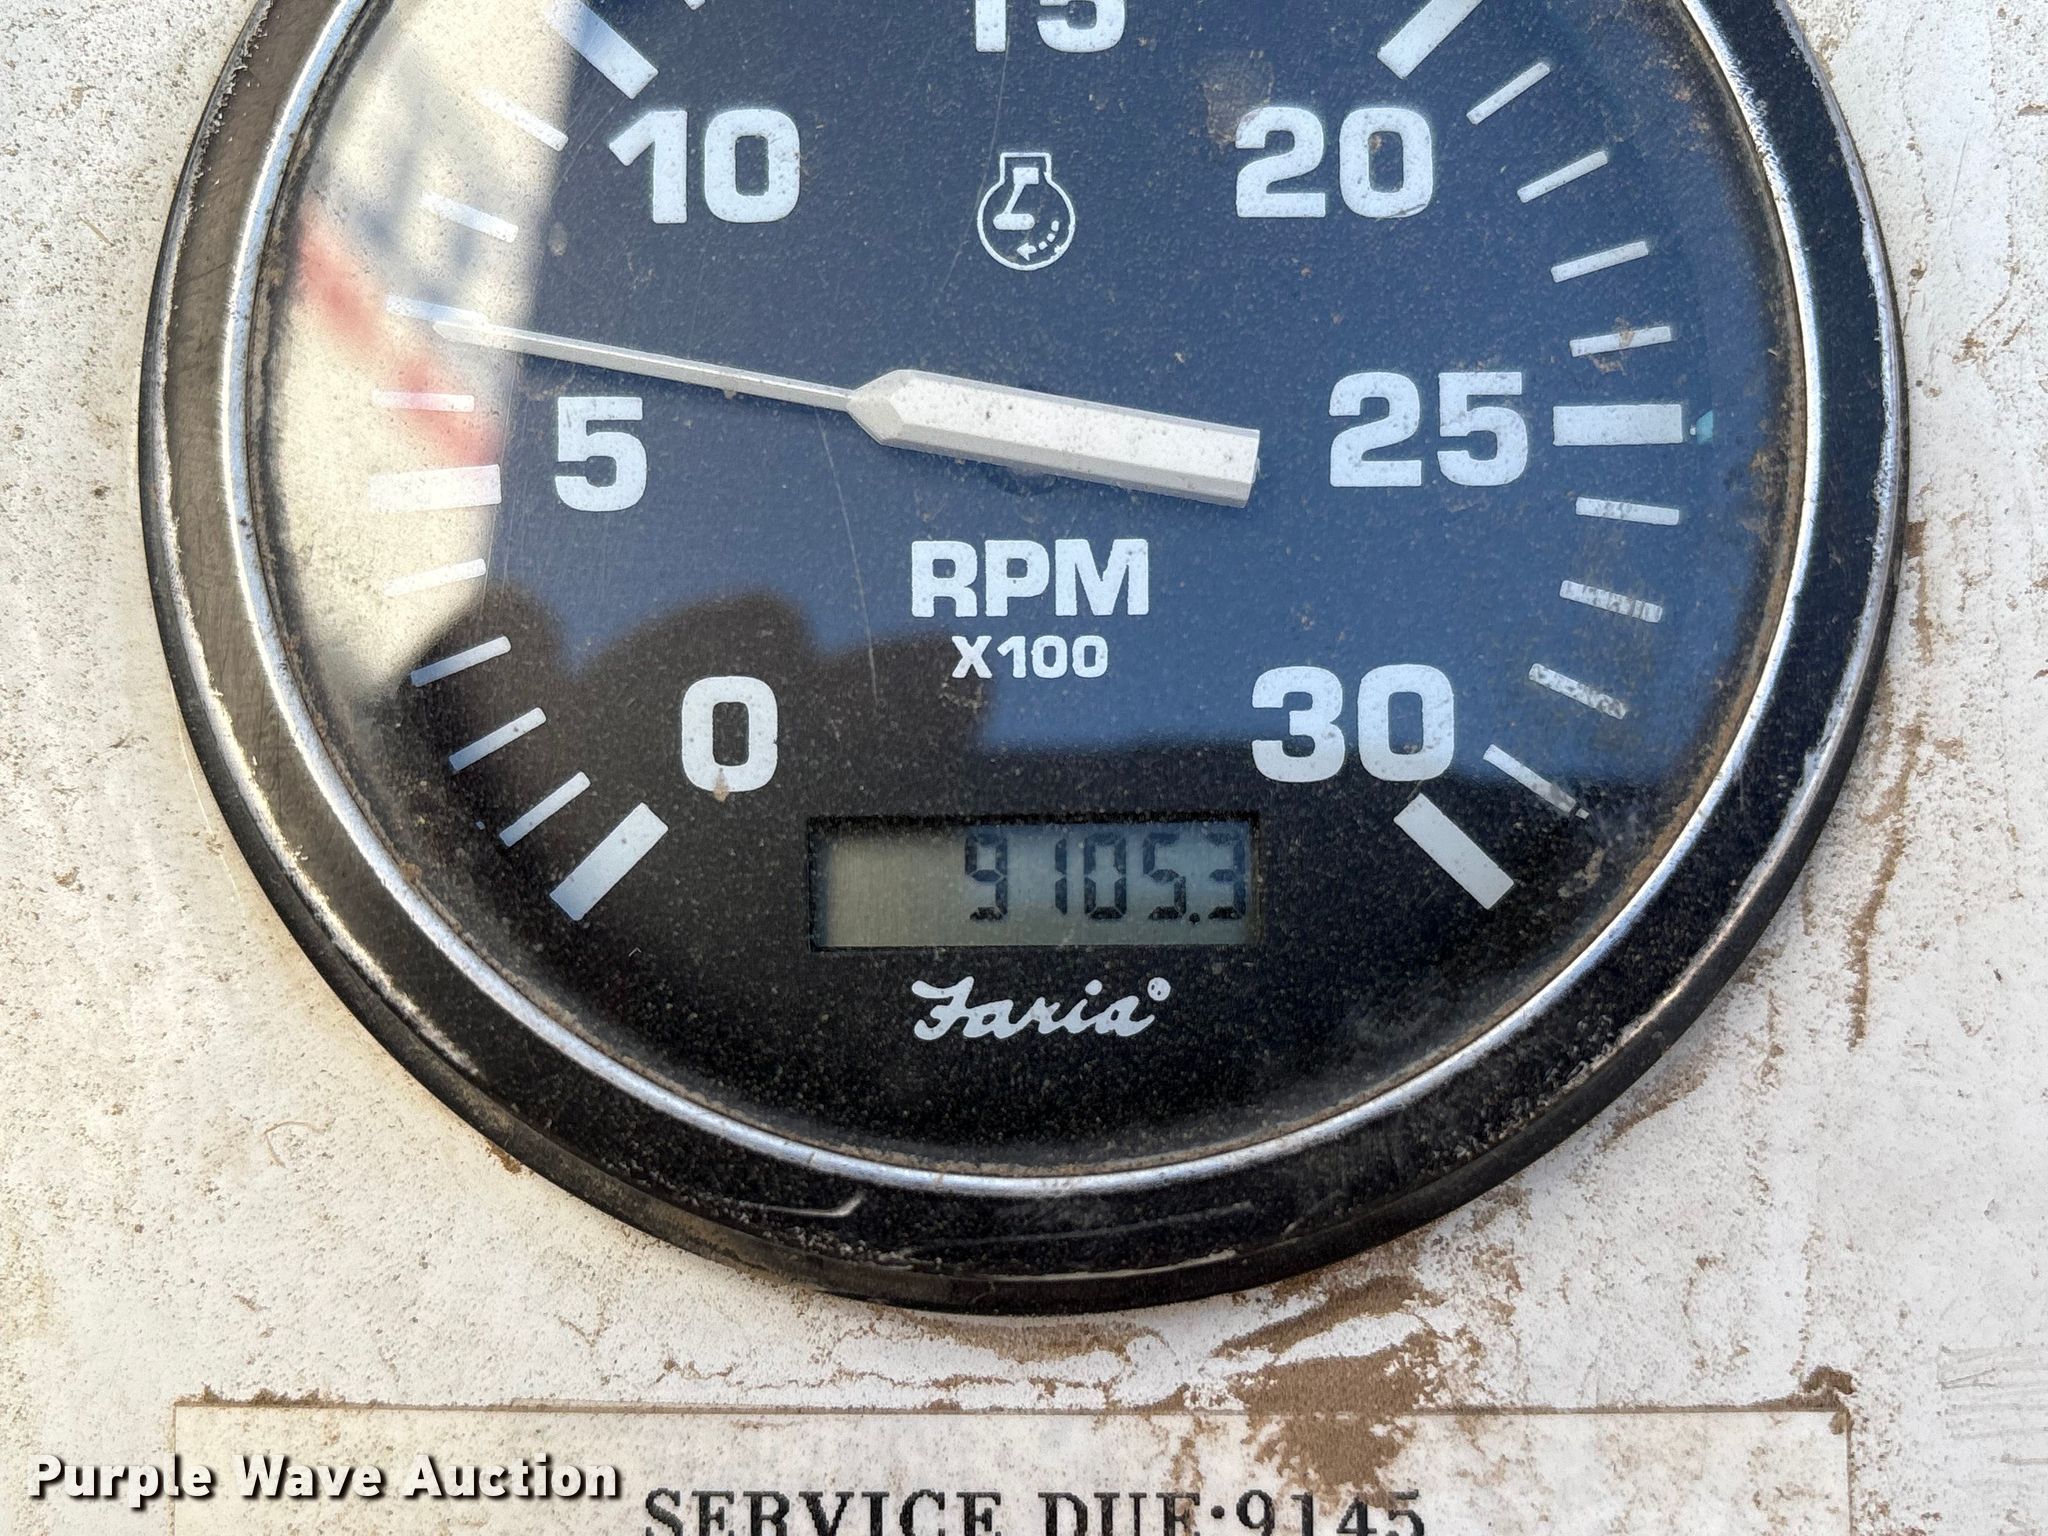 15
10
20
5
25
RPM
X100
0
30
9105.3
Faria®
Purple Wave Auction
SERVICE DUE:9145